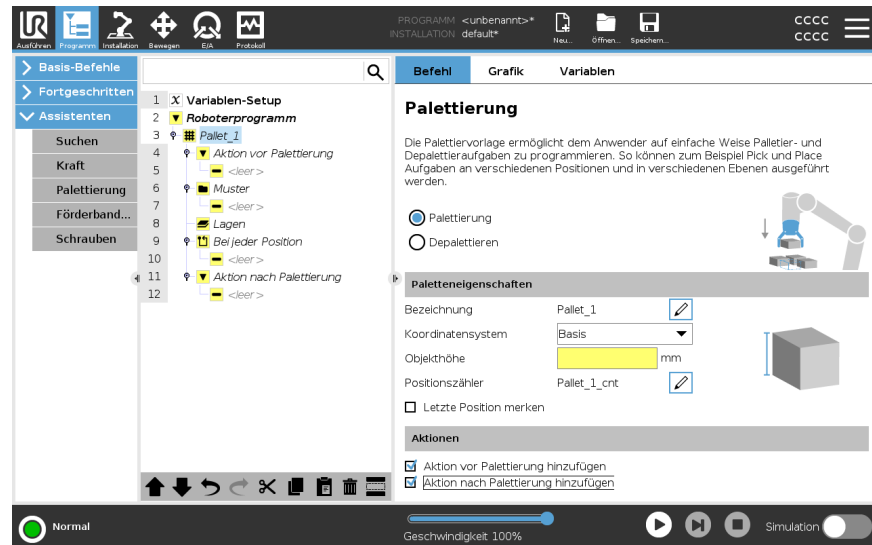 PROGRAMM <unbenannt>*
INSTALLATION default*
UR
Ausführen
Programm
Installation
Bewegen
E/A
Protokoll
Neu...
Öffnen...
Speichern...
CCCC
CCCC
Basis-Befehle
Fortgeschritten
Assistenten
Suchen
Kraft
Palettierung
Förderband...
Schrauben
1 X Variablen-Setup
2 Roboterprogramm
3 Pallet_1
4 Aktion vor Palettierung
5 <leer>
6 Muster
7 <leer>
8 Lagen
9 Bei jeder Position
10 <leer>
11 Aktion nach Palettierung
12 <leer>
Befehl Grafik Variablen
Palettierung
Die Palettiervorlage ermöglicht dem Anwender auf einfache Weise Palletier- und
Depalettieraufgaben zu programmieren. So können zum Beispiel Pick und Place
Aufgaben an verschiedenen Positionen und in verschiedenen Ebenen ausgeführt
werden.
Palettierung
Depalettieren
Paletteneigenschaften
Bezeichnung Pallet_1
Koordinatensystem Basis
Objekthöhe mm
Positionszähler Pallet_1_cnt
Letzte Position merken
Aktionen
Aktion vor Palettierung hinzufügen
Aktion nach Palettierung hinzufügen
Normal
Geschwindigkeit 100%
Simulation